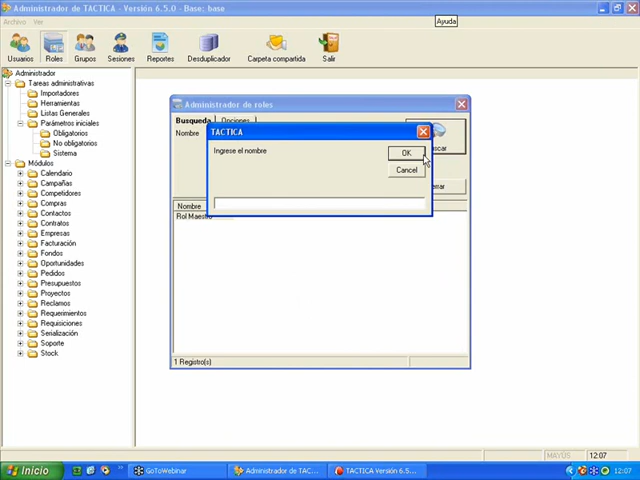 Administrador de TACTICA - Versión 6.5.0 - Base: base
Archivo Ver
Ayuda
Usuarios Roles Grupos Sesiones Reportes Desduplicador Carpeta compartida Salir
Administrador
Tareas administrativas
Importadores
Herramientas
Listas Generales
Parámetros iniciales
Obligatorios
No obligatorios
Sistema
Módulos
Calendario
Campañas
Competidores
Compras
Contactos
Contratos
Empresas
Facturación
Fondos
Oportunidades
Pedidos
Presupuestos
Proyectos
Reclamos
Requerimientos
Requisiciones
Serialización
Soporte
Stock
Administrador de roles
Busqueda Opciones
Nombre
TACTICA
Ingrese el nombre
OK
Cancel
Nombre
Rol Maestro
1 Registro(s)
MAYÚS 12:07
Inicio GoToWebinar Administrador de TAC... TACTICA Versión 6.5... 12:07